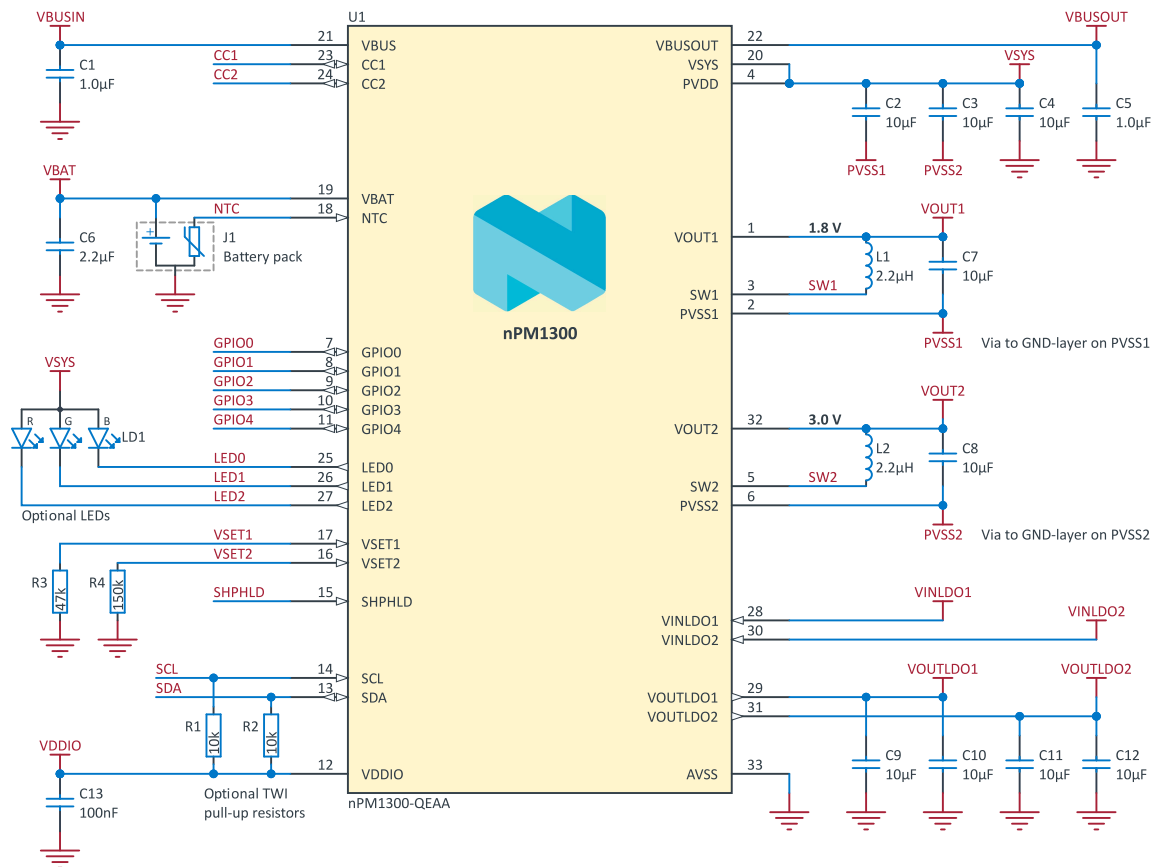 U1
VBUSIN
21
VBUS
CC1
23
CC1
CC2
24
CC2
C1
1.0µF
VBAT
19
VBAT
NTC
18
NTC
C6
2.2µF
+
J1
Battery pack
GPIO0
7
GPIO0
GPIO1
8
GPIO1
GPIO2
9
GPIO2
GPIO3
10
GPIO3
GPIO4
11
GPIO4
VSYS
R
G
B
LD1
LED0
25
LED0
LED1
26
LED1
LED2
27
LED2
Optional LEDs
VSET1
17
VSET1
VSET2
16
VSET2
R3
47k
R4
150k
SHPHLD
15
SHPHLD
SCL
14
SCL
SDA
13
SDA
R1
10k
R2
10k
VDDIO
12
VDDIO
C13
100nF
Optional TWI
pull-up resistors
nPM1300-QEAA
nPM1300
VBUSOUT
22
VBUSOUT
VSYS
20
PVDD
4
VSYS
C2
10µF
C3
10µF
C4
10µF
C5
1.0µF
PVSS1
PVSS2
VOUT1
VOUT1
1
1.8 V
L1
2.2µH
C7
10µF
SW1
3
SW1
PVSS1
2
PVSS1
Via to GND-layer on PVSS1
VOUT2
VOUT2
32
3.0 V
L2
2.2µH
C8
10µF
SW2
5
SW2
PVSS2
6
PVSS2
Via to GND-layer on PVSS2
VINLDO1
28
VINLDO1
VINLDO2
30
VINLDO2
VOUTLDO1
VOUTLDO2
VOUTLDO1
29
VOUTLDO2
31
C9
10µF
C10
10µF
C11
10µF
C12
10µF
AVSS
33